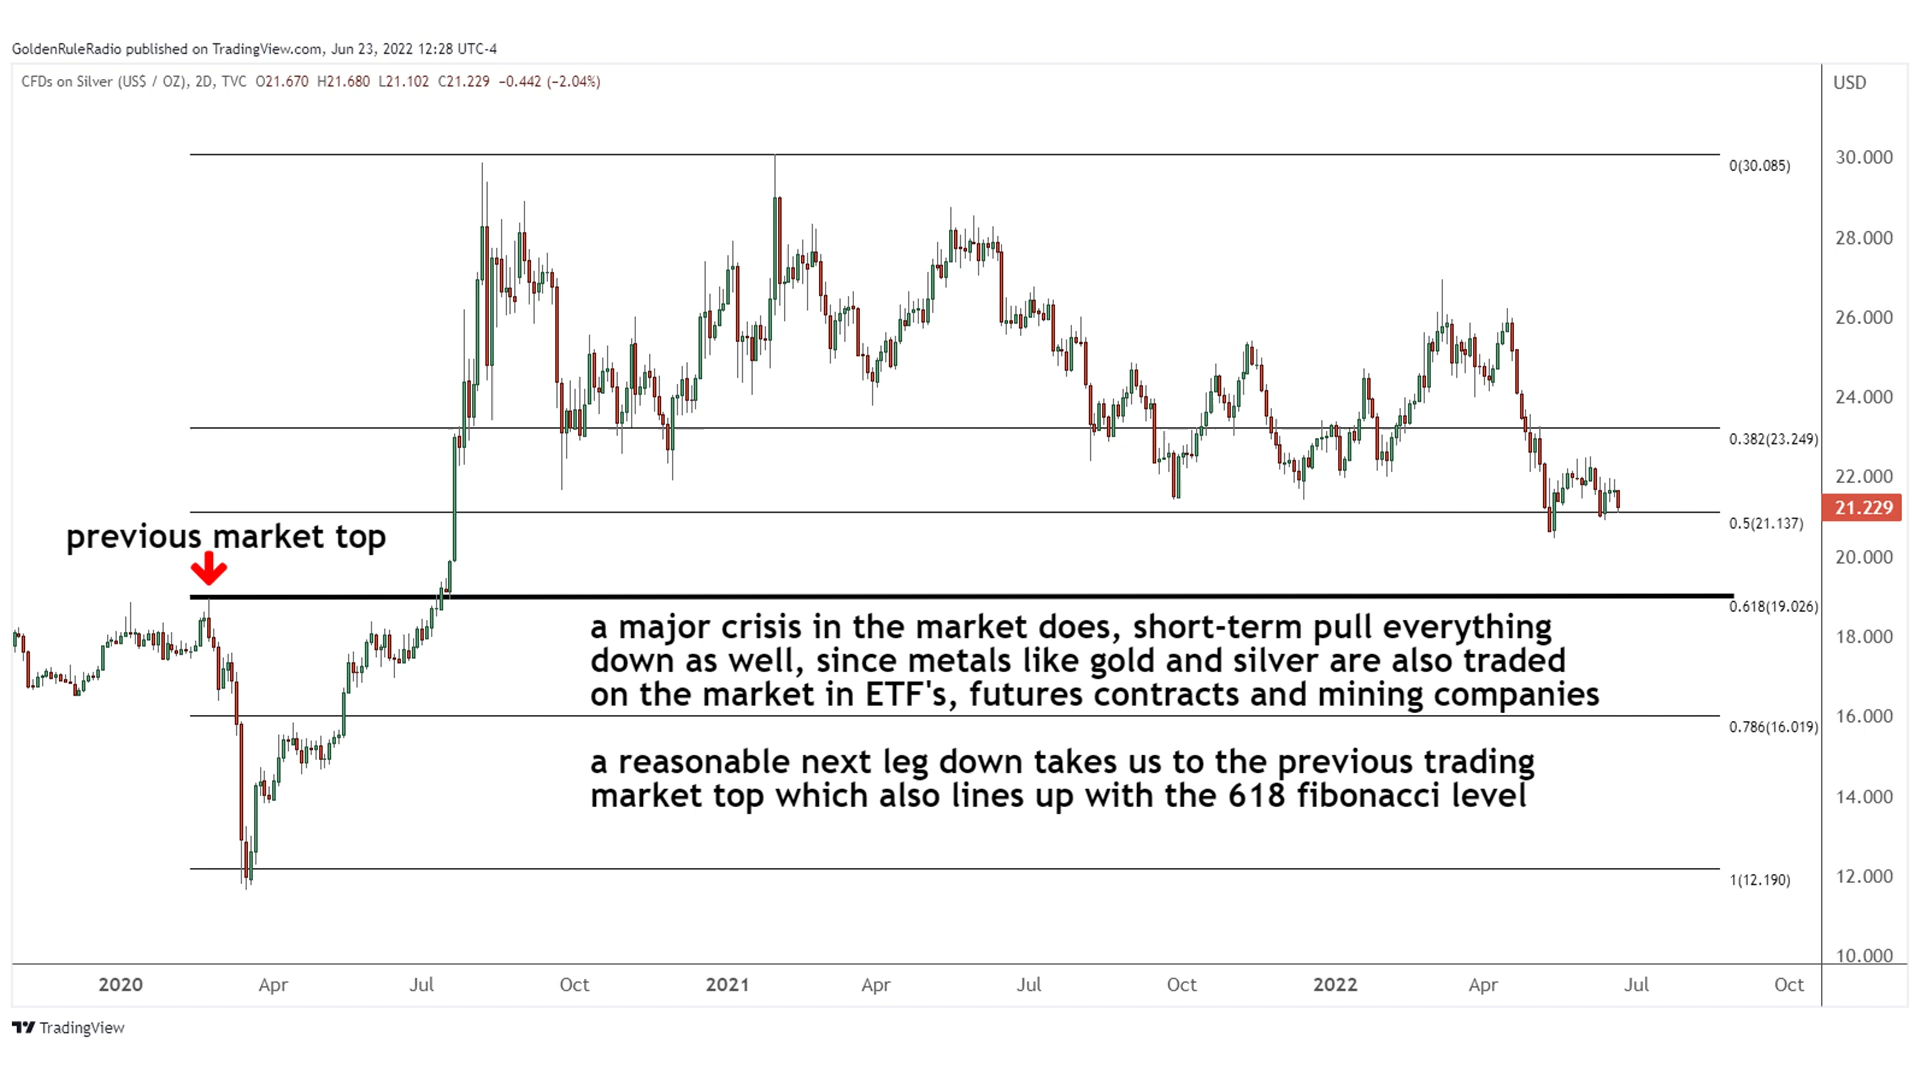 GoldenRuleRadio published on TradingView.com, Jun 23, 2022 12:28 UTC-4
CFDs on Silver (US$ / OZ), 2D, TVC O21.670 H21.680 L21.102 C21.229 −0.442 (−2.04%)
USD
30.000
0(30.085)
28.000
26.000
24.000
0.382(23.249)
22.000
21.229
0.5(21.137)
previous market top
20.000
0.618(19.026)
a major crisis in the market does, short-term pull everything
18.000
down as well, since metals like gold and silver are also traded
on the market in ETF's, futures contracts and mining companies
16.000
0.786(16.019)
a reasonable next leg down takes us to the previous trading
market top which also lines up with the 618 fibonacci level
14.000
12.000
1(12.190)
10.000
2020 Apr Jul Oct 2021 Apr Jul Oct 2022 Apr Jul Oct
TradingView